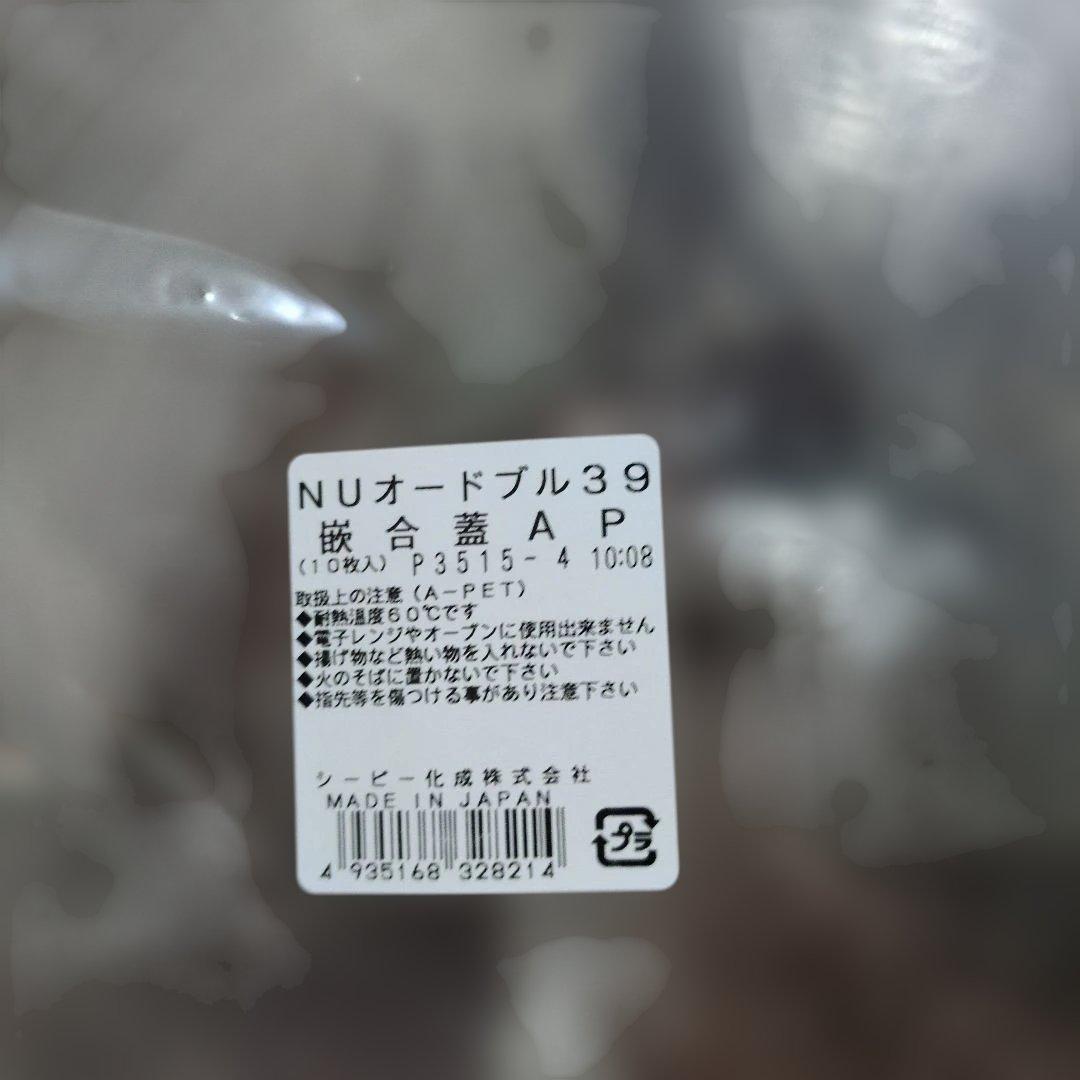 NUオードブル39
嵌合蓋AP
(10枚入) P3515-4 10:08
取扱上の注意(A-PET)
◆耐熱温度60℃です
◆電子レンジやオーブンに使用出来ません
◆揚げ物など熱い物を入れないで下さい
◆火のそばに置かないで下さい
◆指先等を傷つける事があり注意下さい
シーピー化成株式会社
MADE IN JAPAN
4 935168 328214
プラ